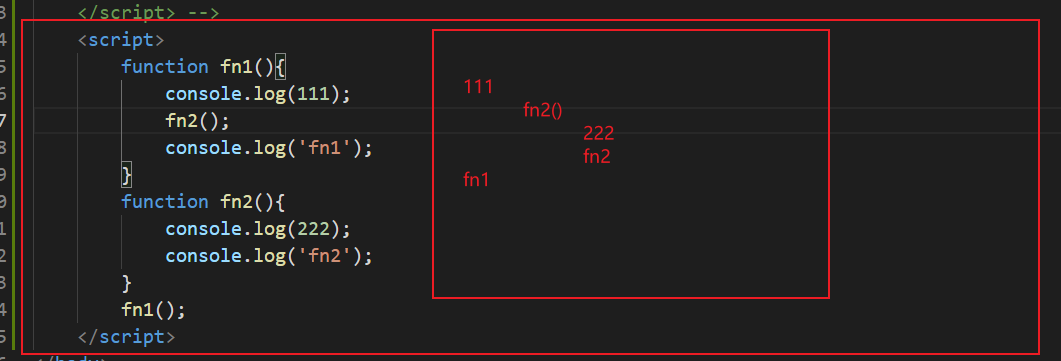 3 </script> -->
4 <script>
5 function fn1(){
6 console.log(111);
7 fn2();
8 console.log('fn1');
9 }
0 function fn2(){
1 console.log(222);
2 console.log('fn2');
3 }
4 fn1();
5 </script>
6 </body>
111
fn2()
222
fn2
fn1